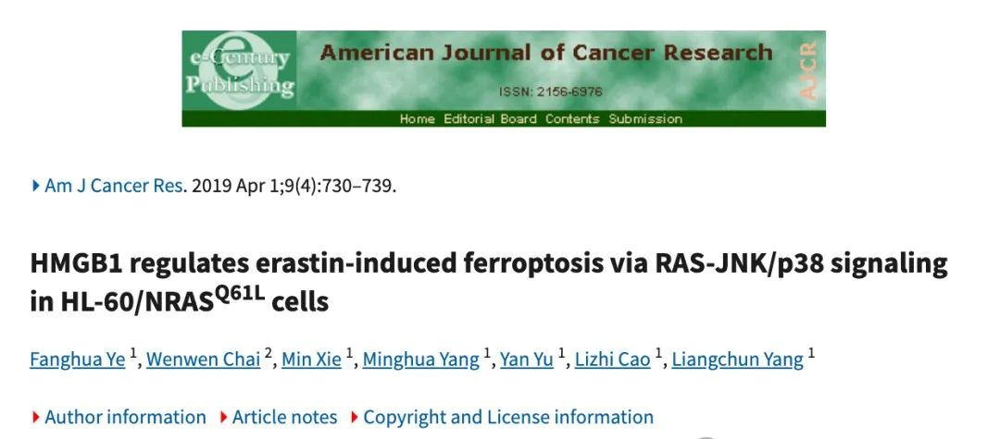 e-Century
Publishing
American Journal of Cancer Research
ISSN: 2156-6976
AJCR
Home Editorial Board Contents Submission
Am J Cancer Res. 2019 Apr 1;9(4):730–739.
HMGB1 regulates erastin-induced ferroptosis via RAS-JNK/p38 signaling
in HL-60/NRASQ61L cells
Fanghua Ye 1, Wenwen Chai 2, Min Xie 1, Minghua Yang 1, Yan Yu 1, Lizhi Cao 1, Liangchun Yang 1
Author information Article notes Copyright and License information